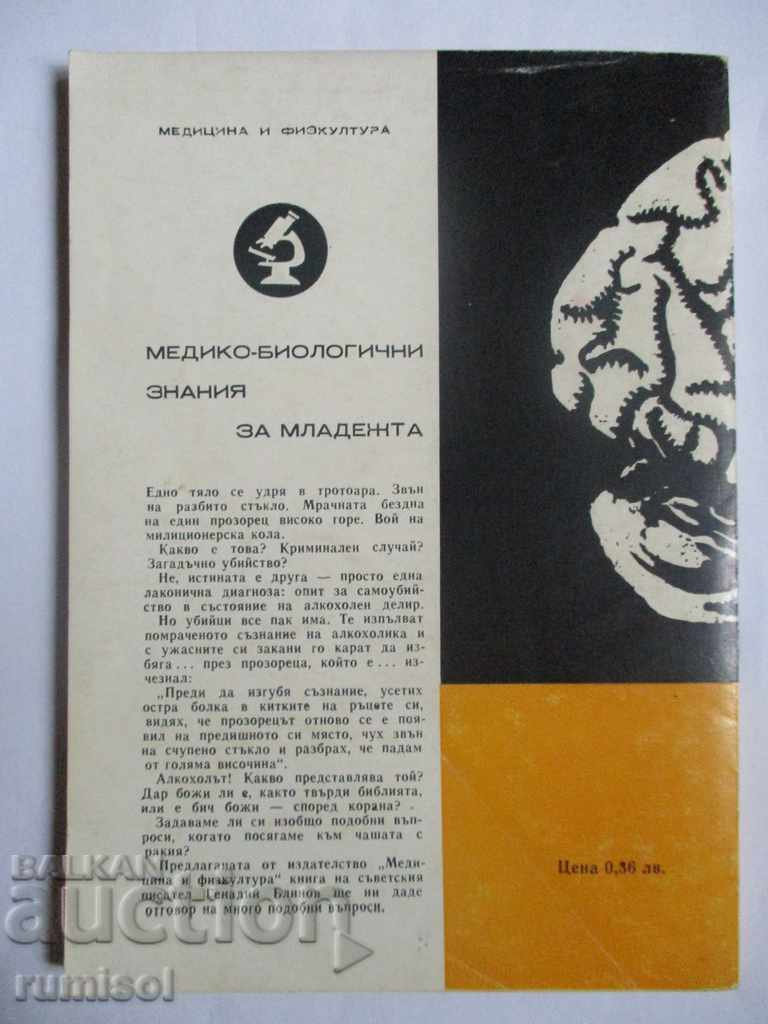 МЕДИЦИНА И ФИЗКУЛТУРА
МЕДИКО-БИОЛОГИЧНИ
ЗНАНИЯ
ЗА МЛАДЕЖТА
Едно тяло се удря в тротоара. Звън
на разбито стъкло. Мрачната бездна
на един прозорец високо горе. Вой на
милиционерска кола.
Какво е това? Криминален случай?
Загадъчно убийство?
Не, истината е друга — просто една
лаконична диагноза: опит за самоубий-
ство в състояние на алкохолен делир.
Но убийци все пак има. Те изпълват
помраченото съзнание на алкохолика и
с ужасните си закани го карат да из-
бяга... през прозореца, който е... из-
чезнал:
„Преди да изгубя съзнание, усетих
остра болка в китките на ръцете си,
видях, че прозорецът отново се е поя-
вил на предишното си място, чух звън
на счупено стъкло и разбрах, че падам
от голяма височина".
Алкохолът! Какво представлява той?
Дар божи ли е, както твърди библията,
или е бич божи — според корана?
Задаваме ли си изобщо подобни въп-
роси, когато посягаме към чашата с
ракия?
Предлаганата от издателство „Меди-
цина и физкултура" книга на съветския
писател Генадий Блинов ще ни даде
отговор на много подобни въпроси.
Цена 0,36 лв.
BALKAN
auction
rumisol